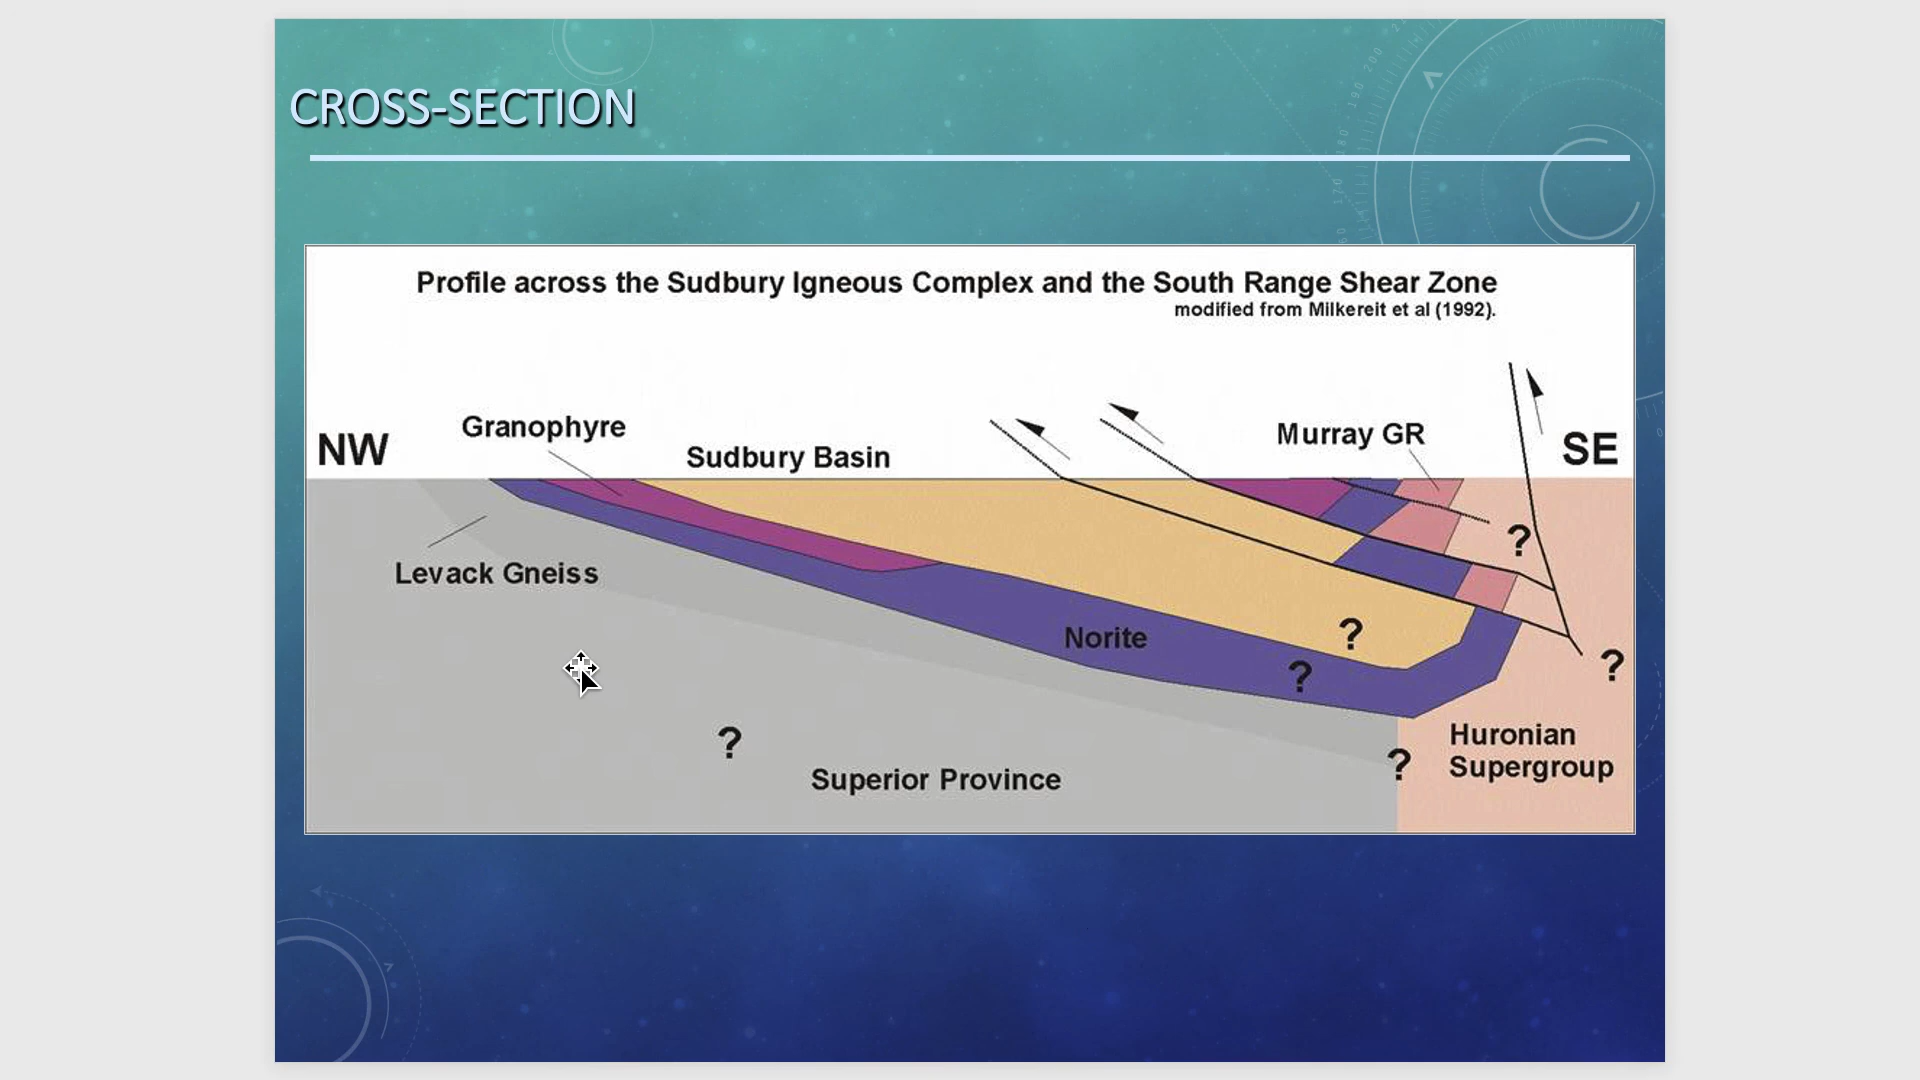 CROSS-SECTION
Profile across the Sudbury Igneous Complex and the South Range Shear Zone
modified from Milkereit et al (1992).
Granophyre
Murray GR
NW
Sudbury Basin
SE
?
Levack Gneiss
Norite
?
?
?
?
Huronian
Supergroup
?
Superior Province